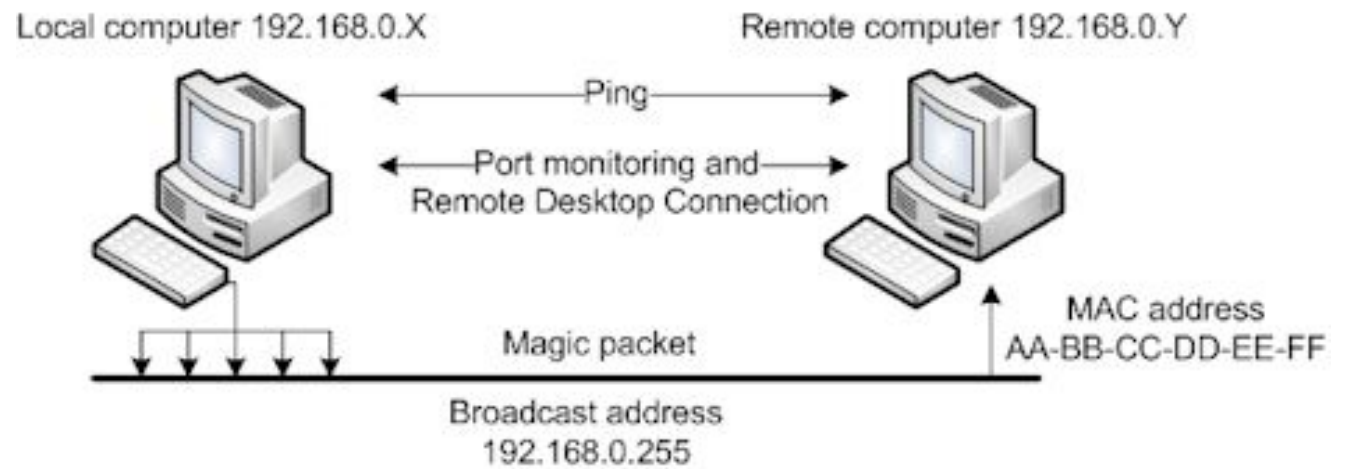 Local computer 192.168.0.X
Remote computer 192.168.0.Y
Ping
Port monitoring and
Remote Desktop Connection
MAC address
AA-BB-CC-DD-EE-FF
Magic packet
Broadcast address
192.168.0.255